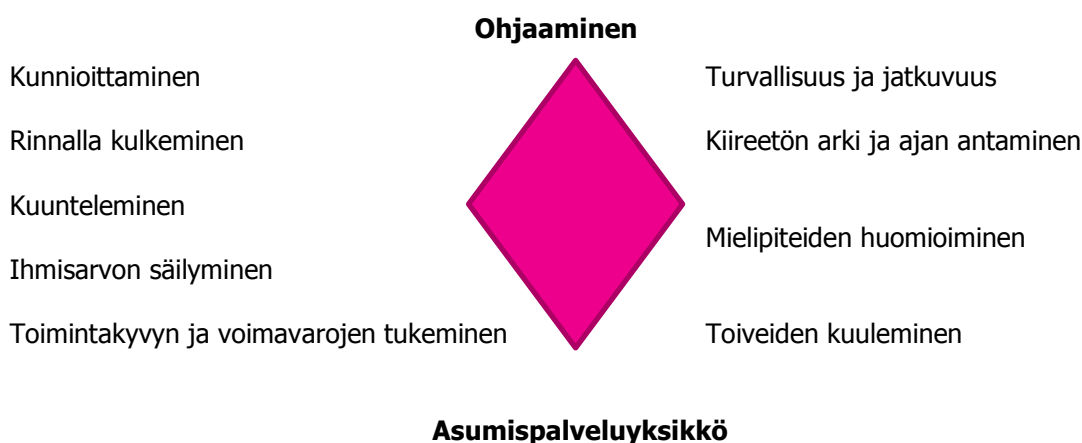 Ohjaaminen
Kunnioittaminen
Rinnalla kulkeminen
Kuunteleminen
Ihmisarvon säilyminen
Toimintakyvyn ja voimavarojen tukeminen
Turvallisuus ja jatkuvuus
Kiireetön arki ja ajan antaminen
Mielipiteiden huomioiminen
Toiveiden kuuleminen
Asumispalveluyksikkö